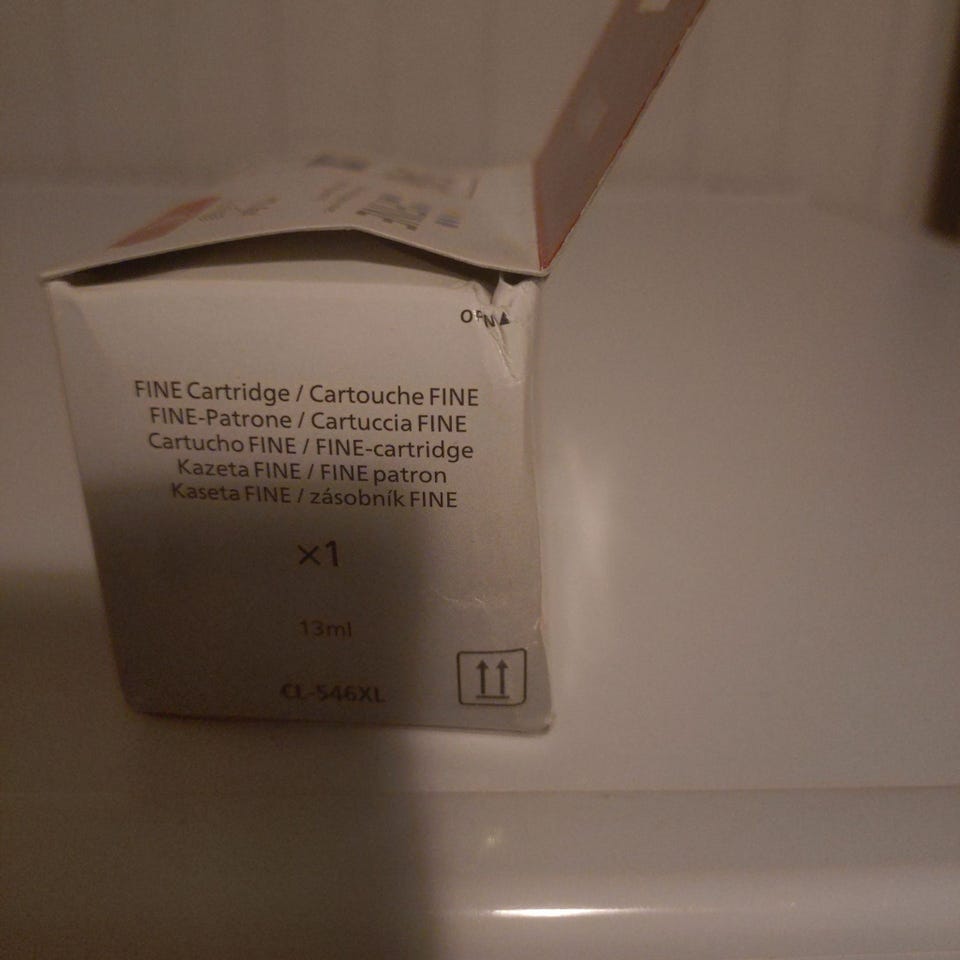 OPEN
FINE Cartridge / Cartouche FINE
FINE-Patrone / Cartuccia FINE
Cartucho FINE / FINE-cartridge
Kazeta FINE / FINE patron
Kaseta FINE / zásobník FINE
×1
13ml
CL-546XL